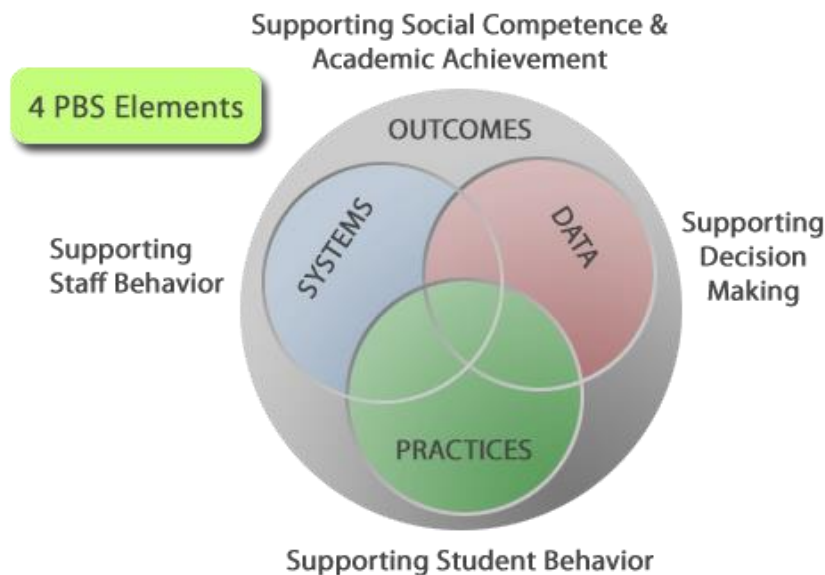 Supporting Social Competence &
Academic Achievement
4 PBS Elements
OUTCOMES
SYSTEMS
DATA
Supporting
Staff Behavior
Supporting
Decision
Making
PRACTICES
Supporting Student Behavior